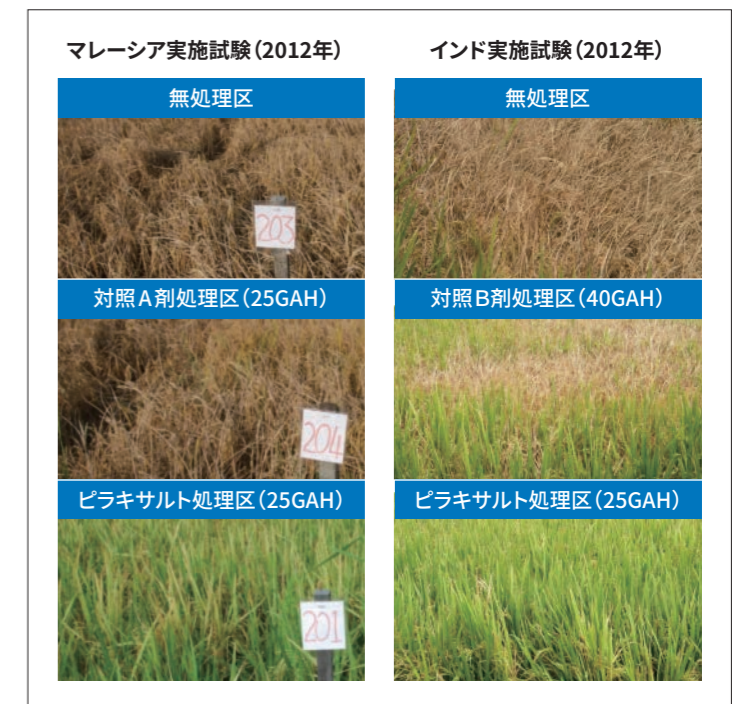 マレーシア実施試験(2012年)
無処理区
203
対照A剤処理区(25GAH)
204
ピラキサルト処理区(25GAH)
201
インド実施試験(2012年)
無処理区
対照B剤処理区(40GAH)
ピラキサルト処理区(25GAH)